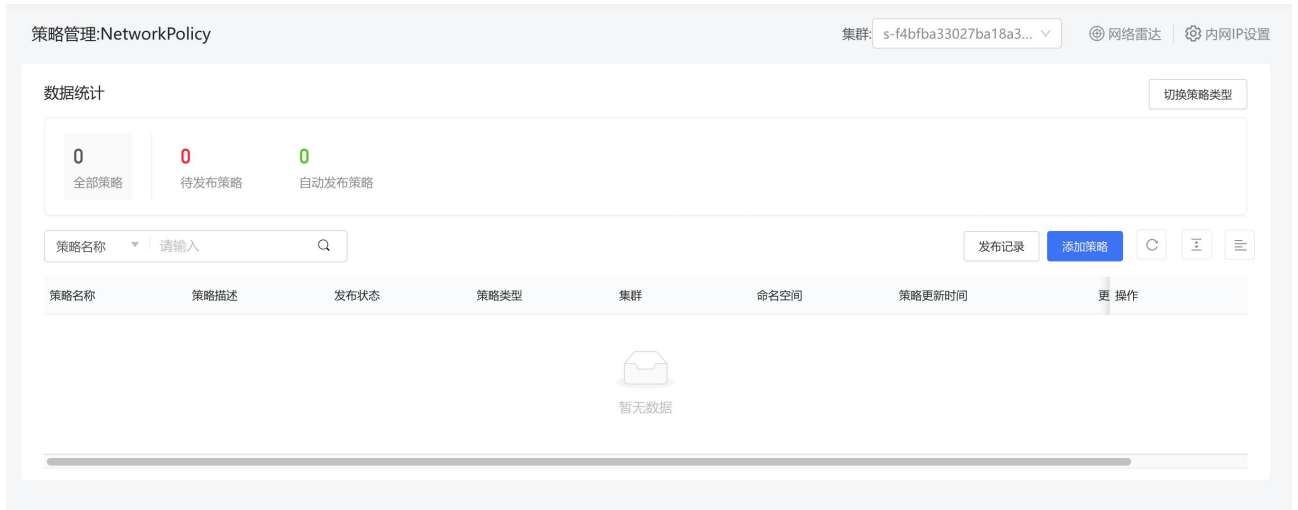 策略管理:NetworkPolicy 集群: s-f4bfba33027ba18a3... 网络雷达 内网IP设置
数据统计 切换策略类型
0 0 0
全部策略 待发布策略 自动发布策略
策略名称 请输入 发布记录 添加策略
策略名称 策略描述 发布状态 策略类型 集群 命名空间 策略更新时间 更 操作
暂无数据